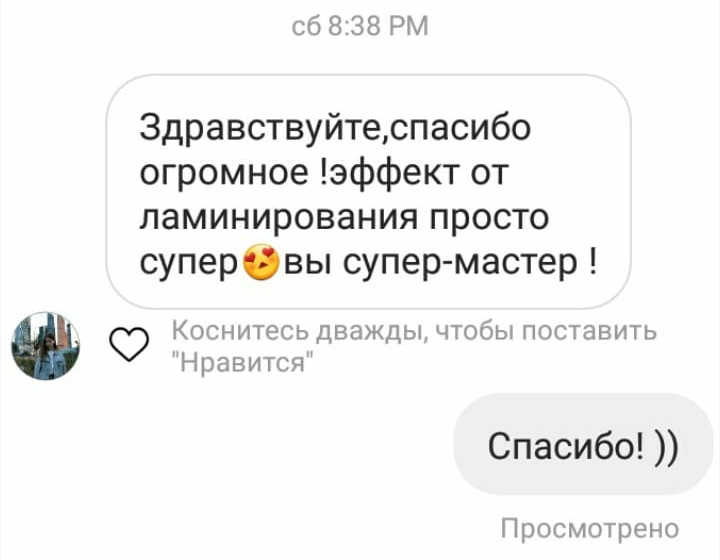 сб 8:38 PM
Здравствуйте,спасибо
огромное !эффект от
ламинирования просто
супер😍вы супер-мастер !
Коснитесь дважды, чтобы поставить
"Нравится"
Спасибо! ))
Просмотрено